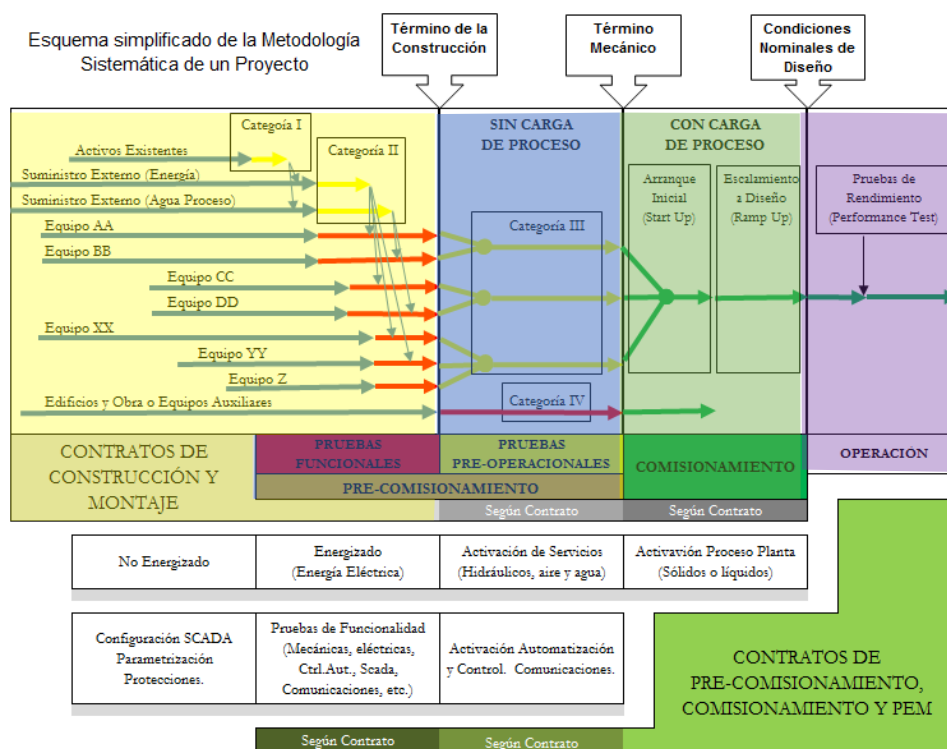 Esquema simplificado de la Metodología
Sistemática de un Proyecto
Término de la
Construcción
Término
Mecánico
Condiciones
Nominales de
Diseño
Categoía I
Activos Existentes
Categoría II
Suministro Externo (Energía)
Suministro Externo (Agua Proceso)
Equipo AA
Equipo BB
Equipo CC
Equipo DD
Equipo XX
Equipo YY
Equipo Z
Edificios y Obra o Equipos Auxiliares
SIN CARGA
DE PROCESO
Categoría III
Categoría IV
CON CARGA
DE PROCESO
Arranque
Inicial
(Start Up)
Escalamiento
a Diseño
(Ramp Up)
Pruebas de
Rendimiento
(Performance Test)
CONTRATOS DE
CONSTRUCCIÓN Y
MONTAJE
PRUEBAS
FUNCIONALES
PRUEBAS
PRE-OPERACIONALES
PRE-COMISIONAMIENTO
COMISIONAMIENTO
OPERACIÓN
Según Contrato
Según Contrato
No Energizado
Energizado
(Energía Eléctrica)
Activación de Servicios
(Hidráulicos, aire y agua)
Activavión Proceso Planta
(Sólidos o líquidos)
Configuración SCADA
Parametrización
Protecciones.
Pruebas de Funcionalidad
(Mecánicas, eléctricas,
Ctrl.Aut., Scada,
Comunicaciones, etc.)
Activación Automatización
y Control. Comunicaciones.
CONTRATOS DE
PRE-COMISIONAMIENTO,
COMISIONAMIENTO Y PEM
Según Contrato
Según Contrato